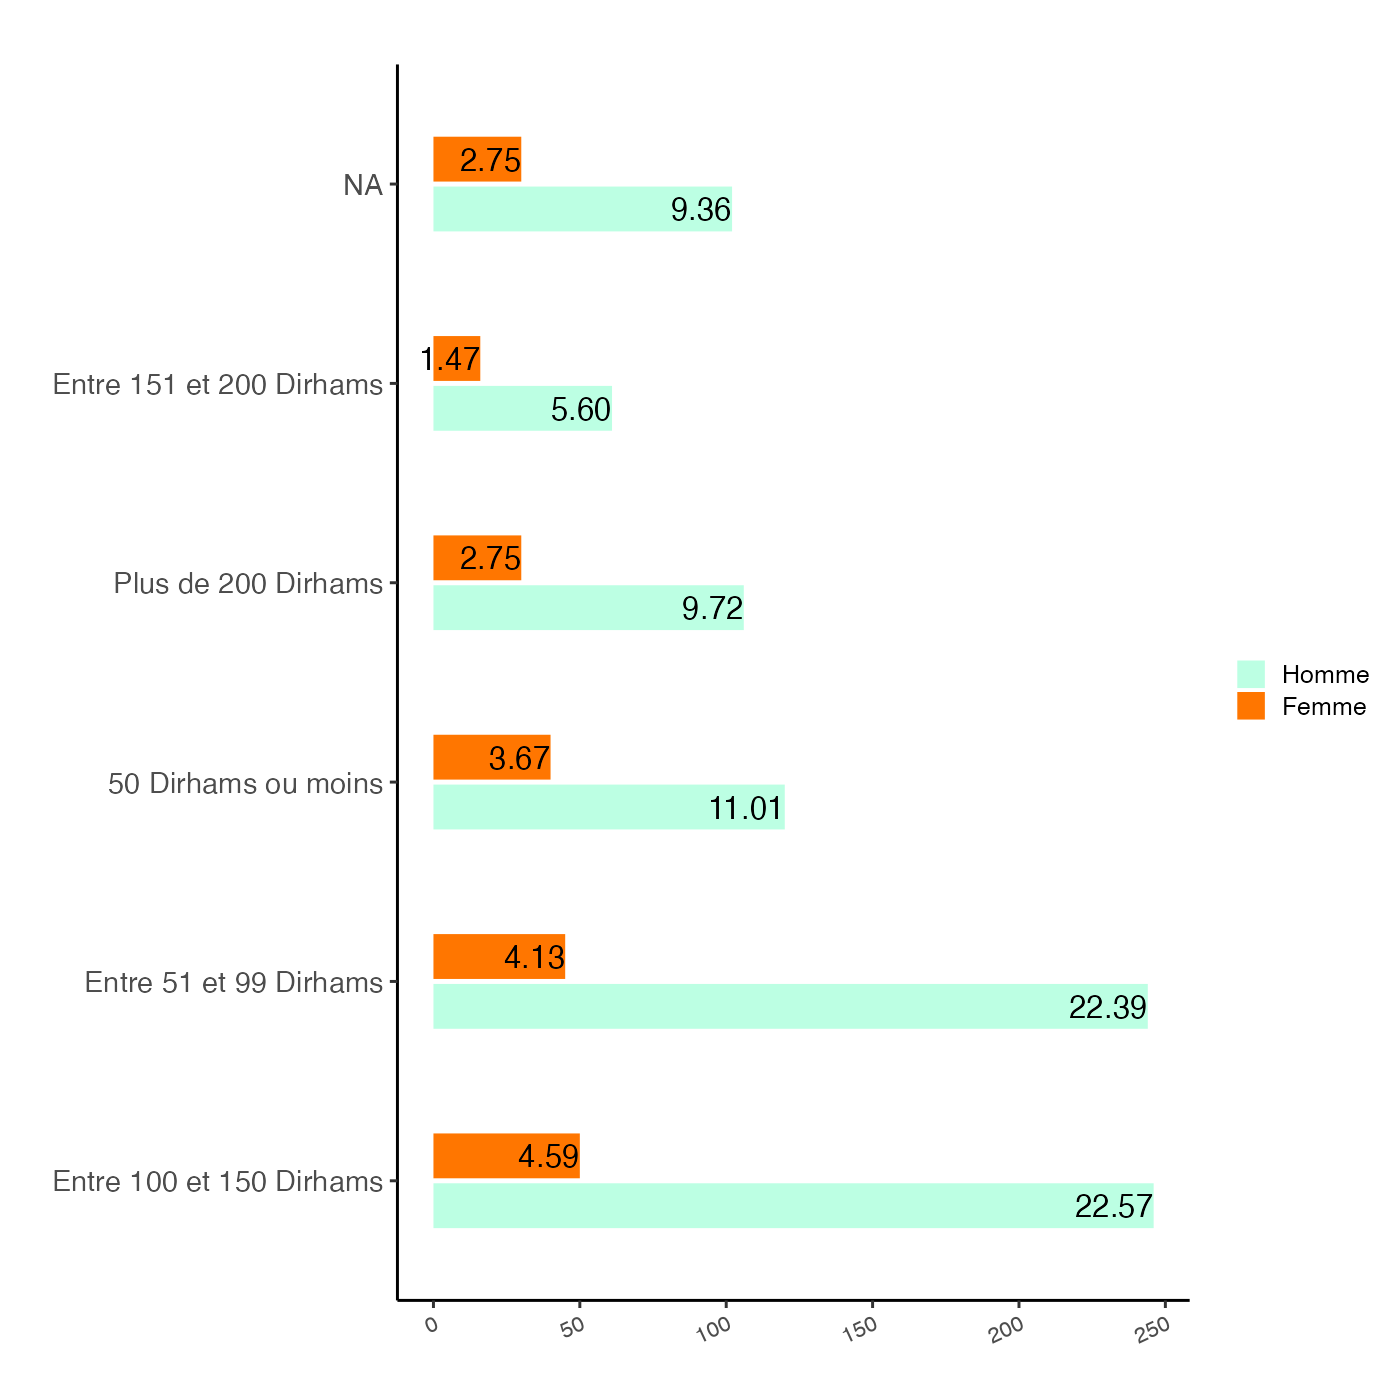 NA
2.75
9.36
Entre 151 et 200 Dirhams
1.47
5.60
Plus de 200 Dirhams
2.75
9.72
50 Dirhams ou moins
3.67
11.01
Entre 51 et 99 Dirhams
4.13
22.39
Entre 100 et 150 Dirhams
4.59
22.57
0 50 100 150 200 250
Homme
Femme